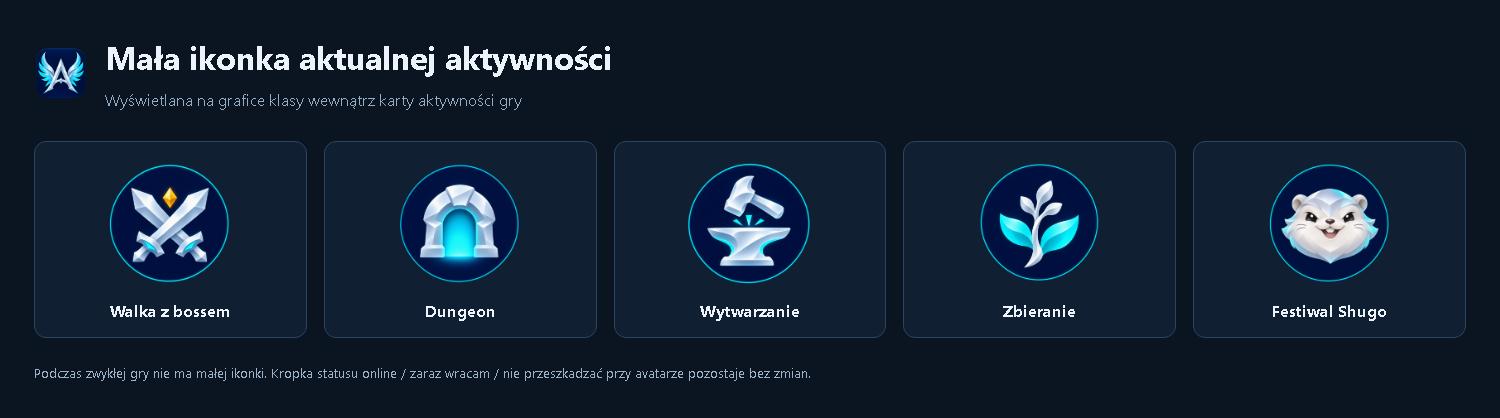 Mała ikonka aktualnej aktywności
Wyświetlana na grafice klasy wewnątrz karty aktywności gry
Walka z bossem
Dungeon
Wytwarzanie
Zbieranie
Festiwal Shugo
Podczas zwykłej gry nie ma małej ikonki. Kropka statusu online / zaraz wracam / nie przeszkadzać przy avatarze pozostaje bez zmian.